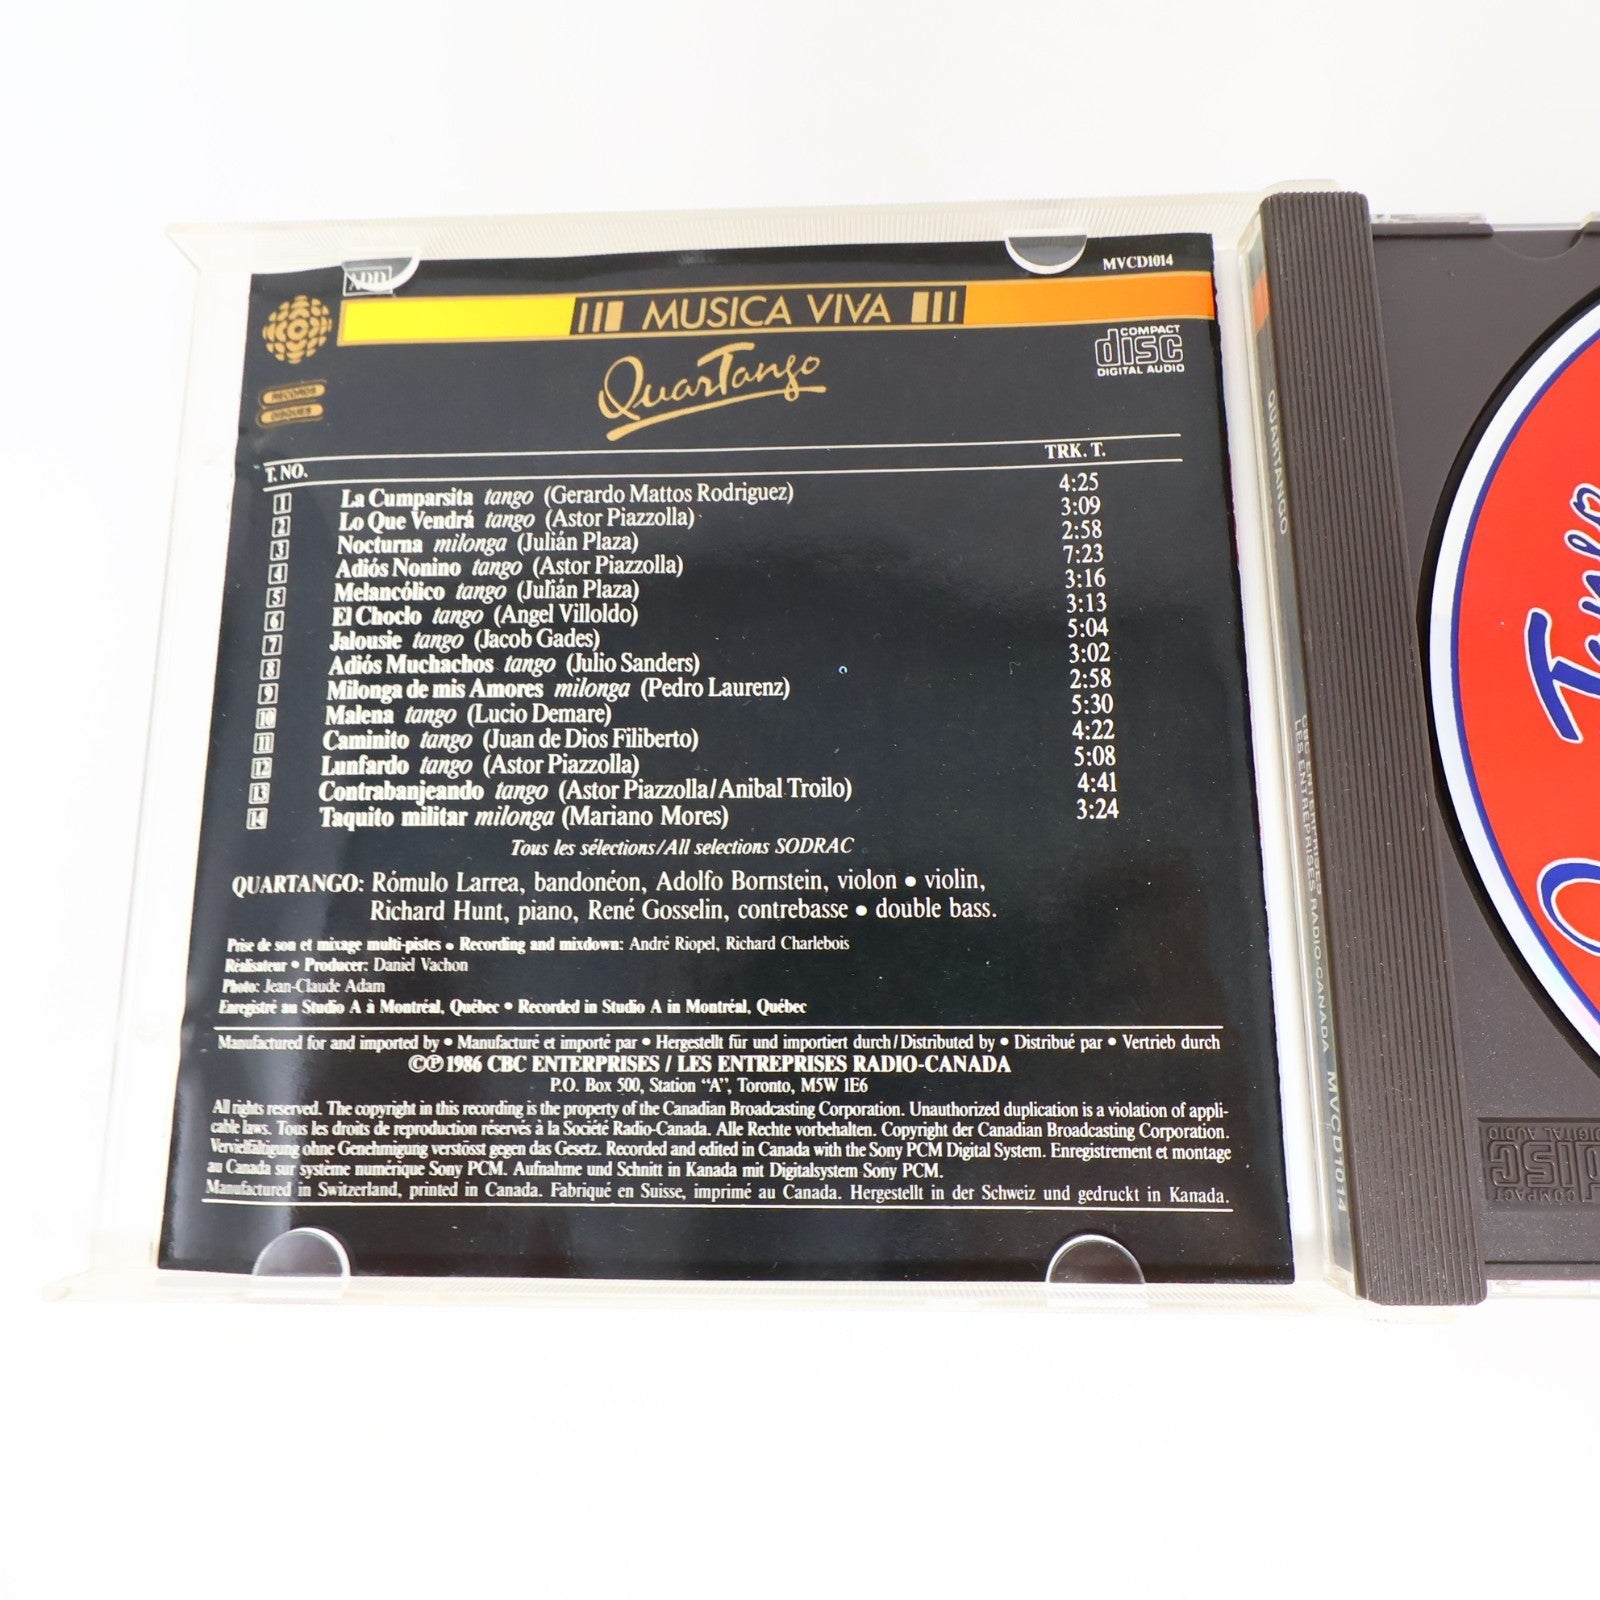 ADD
MVCD1014
MUSICA VIVA
QuarTango
COMPACT
disc
DIGITAL AUDIO
RECORDS
DISQUES
T. NO.
TRK. T.
1 La Cumparsita tango (Gerardo Mattos Rodriguez) 4:25
2 Lo Que Vendrá tango (Astor Piazzolla) 3:09
3 Nocturna milonga (Julián Plaza) 2:58
4 Adiós Nonino tango (Astor Piazzolla) 7:23
5 Melancólico tango (Julián Plaza) 3:16
6 El Choclo tango (Angel Villoldo) 3:13
7 Jalousie tango (Jacob Gades) 5:04
8 Adiós Muchachos tango (Julio Sanders) 3:02
9 Milonga de mis Amores milonga (Pedro Laurenz) 2:58
10 Malena tango (Lucio Demare) 5:30
11 Caminito tango (Juan de Dios Filiberto) 4:22
12 Lunfardo tango (Astor Piazzolla) 5:08
13 Contrabanjeando tango (Astor Piazzolla/Anibal Troilo) 4:41
14 Taquito militar milonga (Mariano Mores) 3:24
Tous les sélections/All selections SODRAC
QUARTANGO: Rómulo Larrea, bandonéon, Adolfo Bornstein, violon • violin,
Richard Hunt, piano, René Gosselin, contrebasse • double bass.
Prise de son et mixage multi-pistes • Recording and mixdown: André Riopel, Richard Charlebois
Réalisateur • Producer: Daniel Vachon
Photo: Jean-Claude Adam
Enregistré au Studio A à Montréal, Québec • Recorded in Studio A in Montréal, Québec
Manufactured for and imported by • Manufacturé et importé par • Hergestellt für und importiert durch/Distributed by • Distribué par • Vertrieb durch
©℗ 1986 CBC ENTERPRISES / LES ENTREPRISES RADIO-CANADA
P.O. Box 500, Station “A”, Toronto, M5W 1E6
All rights reserved. The copyright in this recording is the property of the Canadian Broadcasting Corporation. Unauthorized duplication is a violation of appli-
cable laws. Tous les droits de reproduction réservés à la Société Radio-Canada. Alle Rechte vorbehalten. Copyright der Canadian Broadcasting Corporation.
Vervielfältigung ohne Genehmigung verstösst gegen das Gesetz. Recorded and edited in Canada with the Sony PCM Digital System. Enregistrement et montage
au Canada sur système numérique Sony PCM. Aufnahme und Schnitt in Kanada mit Digitalsystem Sony PCM.
Manufactured in Switzerland, printed in Canada. Fabriqué en Suisse, imprimé au Canada. Hergestellt in der Schweiz und gedruckt in Kanada.
QUARTANGO
CBC ENTERPRISES
LES ENTREPRISES RADIO-CANADA MVCD1014
COMPACT
disc
DIGITAL AUDIO